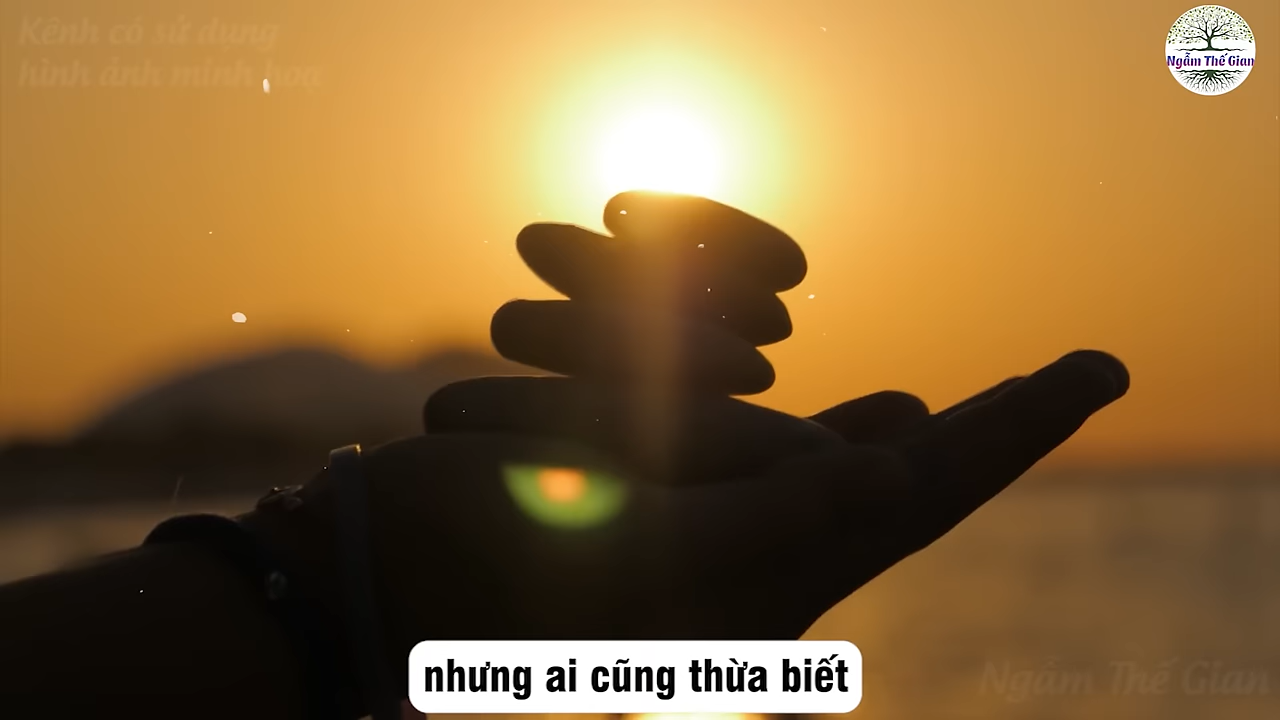 Kênh có sử dụng
hình ảnh minh họa
Ngẫm Thế Gian
nhưng ai cũng thừa biết
Ngẫm Thế Gian